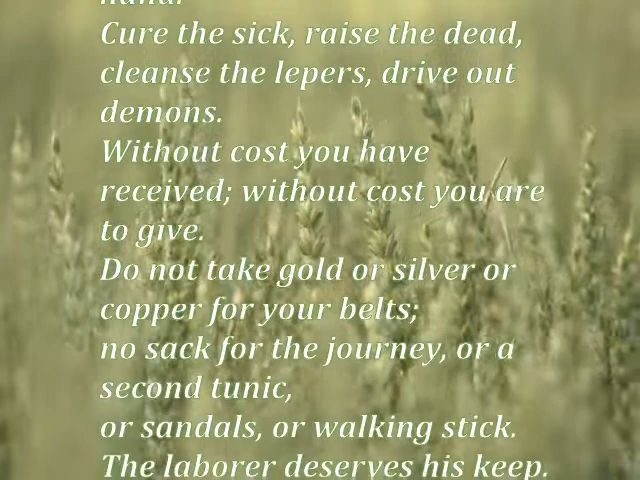 hand.
Cure the sick, raise the dead,
cleanse the lepers, drive out
demons.
Without cost you have
received; without cost you are
to give.
Do not take gold or silver or
copper for your belts;
no sack for the journey, or a
second tunic,
or sandals, or walking stick.
The laborer deserves his keep.